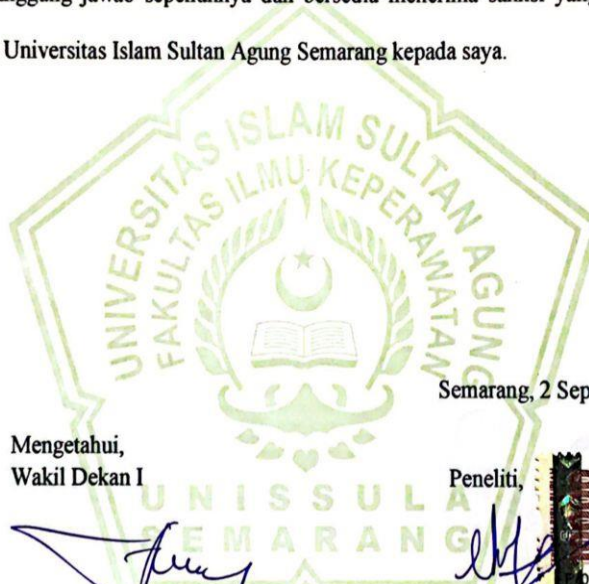 tanggung jawab sepenuhnya dan bersedia menerima sanksi yang
Universitas Islam Sultan Agung Semarang kepada saya.
UNIVERSITAS ISLAM SULTAN AGUNG
FAKULTAS ILMU KEPERAWATAN
Semarang, 2 Sep
Mengetahui,
Wakil Dekan I
Peneliti,
UNISSULA
SEMARANG